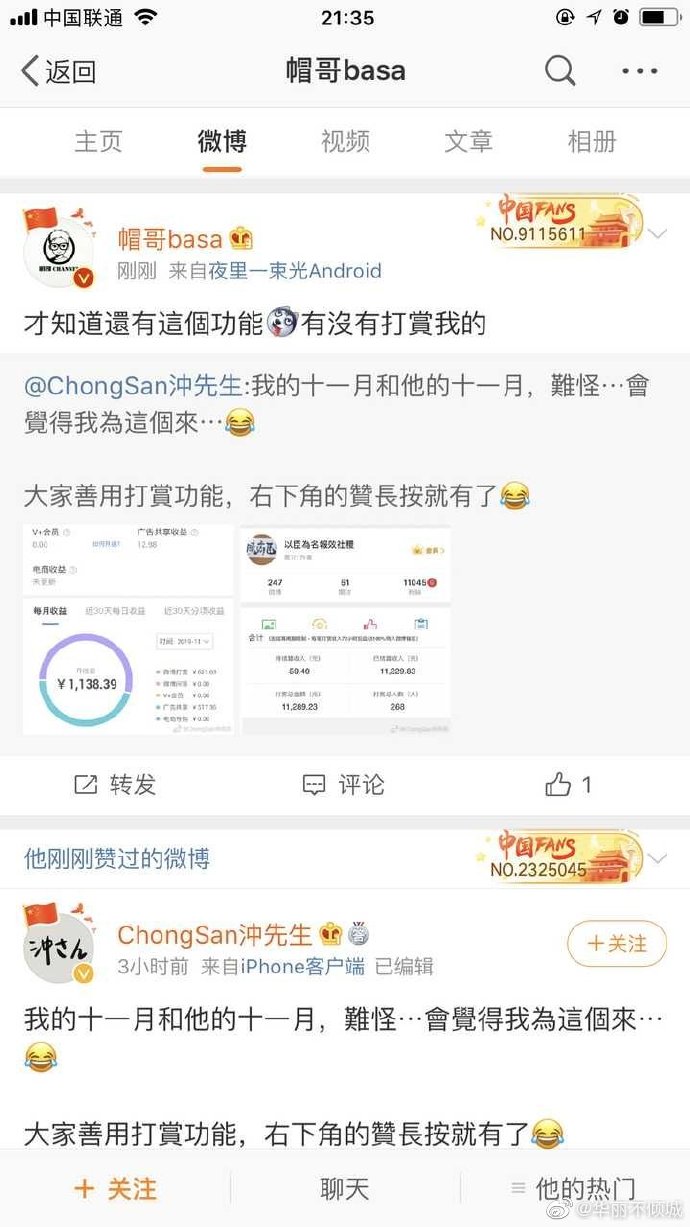 中国联通
21:35
返回
帽哥basa
主页
微博
视频
文章
相册
中国FANS
NO.9115611
帽哥basa
刚刚 来自夜里一束光Android
才知道還有這個功能有沒有打賞我的
@ChongSan沖先生:我的十一月和他的十一月，難怪…會
覺得我為這個來…
大家善用打賞功能，右下角的贊長按就有了
V+会员
广告共享收益
0.00
12.98
电商收益
每月收益
近30天每日收益
近30天分项收益
时间: 2019-11
¥1,138.39
以臣為名報效社稷
247
61
11045
合计
-59.40
11,229.83
11,289.23
268
转发
评论
1
他刚刚赞过的微博
中国FANS
NO.2325045
沖さん
ChongSan沖先生
3小时前 来自iPhone客户端 已编辑
+关注
我的十一月和他的十一月，難怪…會覺得我為這個來…
大家善用打賞功能，右下角的贊長按就有了
+ 关注
聊天
他的热门
@华丽不倾城